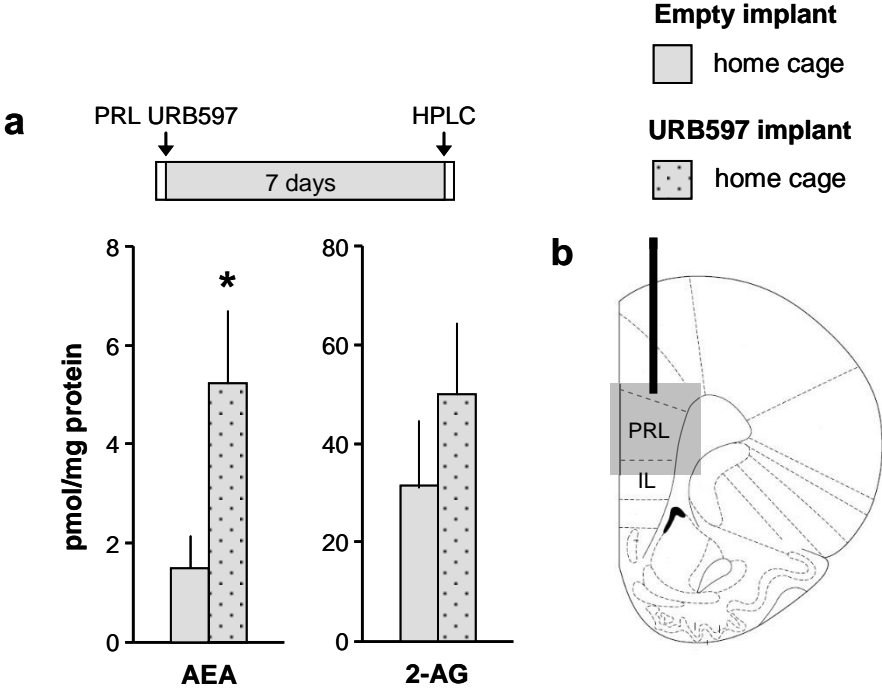 Empty implant
home cage
URB597 implant
home cage
a
PRL URB597
HPLC
7 days
pmol/mg protein
8
6
4
2
0
*
AEA
80
60
40
20
0
2-AG
b
PRL
IL